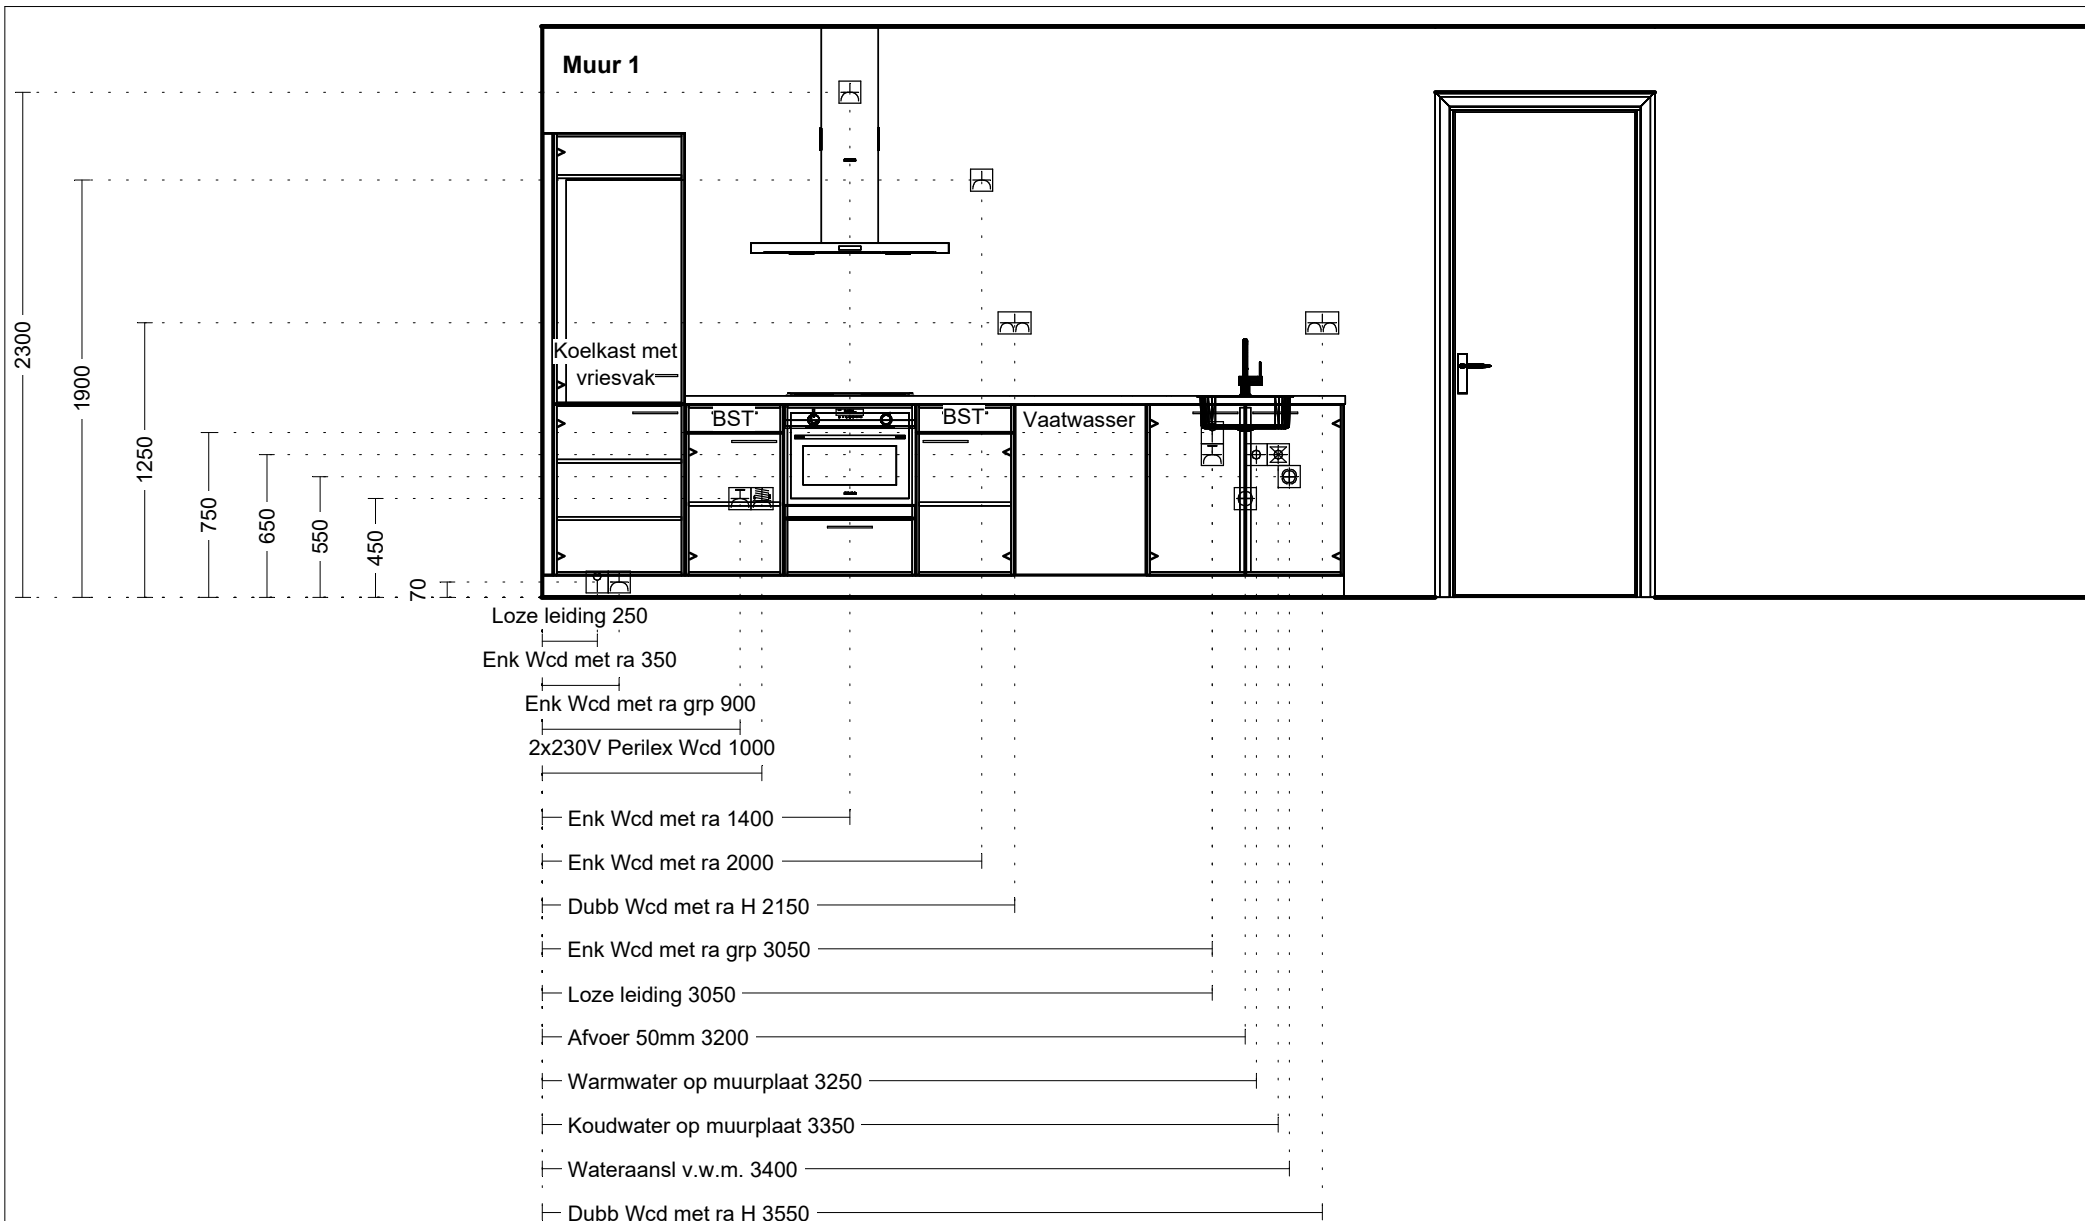 Muur 1
2300
1900
1250
750
650
550
450
70
Koelkast met
vriesvak
BST
BST
Vaatwasser
Loze leiding 250
Enk Wcd met ra 350
Enk Wcd met ra grp 900
2x230V Perilex Wcd 1000
Enk Wcd met ra 1400
Enk Wcd met ra 2000
Dubb Wcd met ra H 2150
Enk Wcd met ra grp 3050
Loze leiding 3050
Afvoer 50mm 3200
Warmwater op muurplaat 3250
Koudwater op muurplaat 3350
Wateraansl v.w.m. 3400
Dubb Wcd met ra H 3550